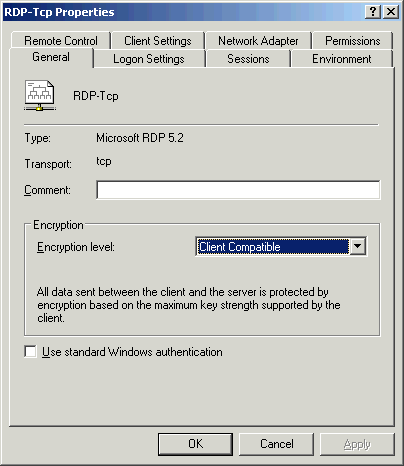 RDP-Tcp Properties
Remote Control Client Settings Network Adapter Permissions
General Logon Settings Sessions Environment
RDP-Tcp
Type: Microsoft RDP 5.2
Transport: tcp
Comment:
Encryption
Encryption level: Client Compatible
All data sent between the client and the server is protected by
encryption based on the maximum key strength supported by the
client.
Use standard Windows authentication
OK Cancel Apply